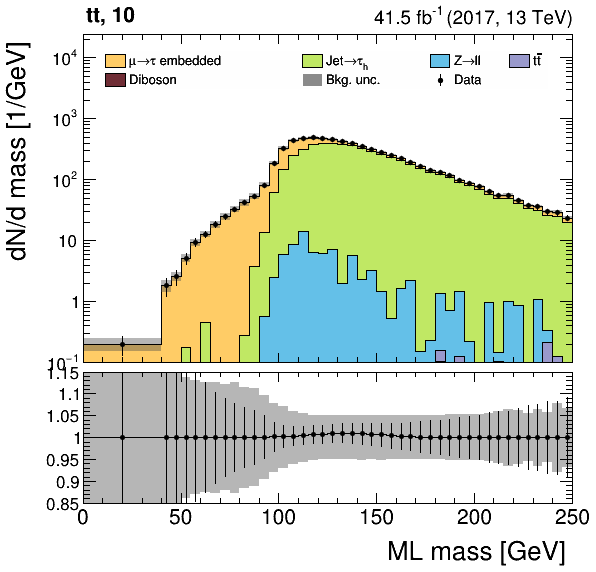 tt, 10 41.5 fb⁻¹ (2017, 13 TeV)
dN/d mass [1/GeV]
10⁴
10³
10²
10
1
10⁻¹
μ→τ embedded Jet→τₕ Z→ll tt̄
Diboson Bkg. unc. Data
1.15
1.1
1.05
1
0.95
0.9
0.85
0 50 100 150 200 250
ML mass [GeV]